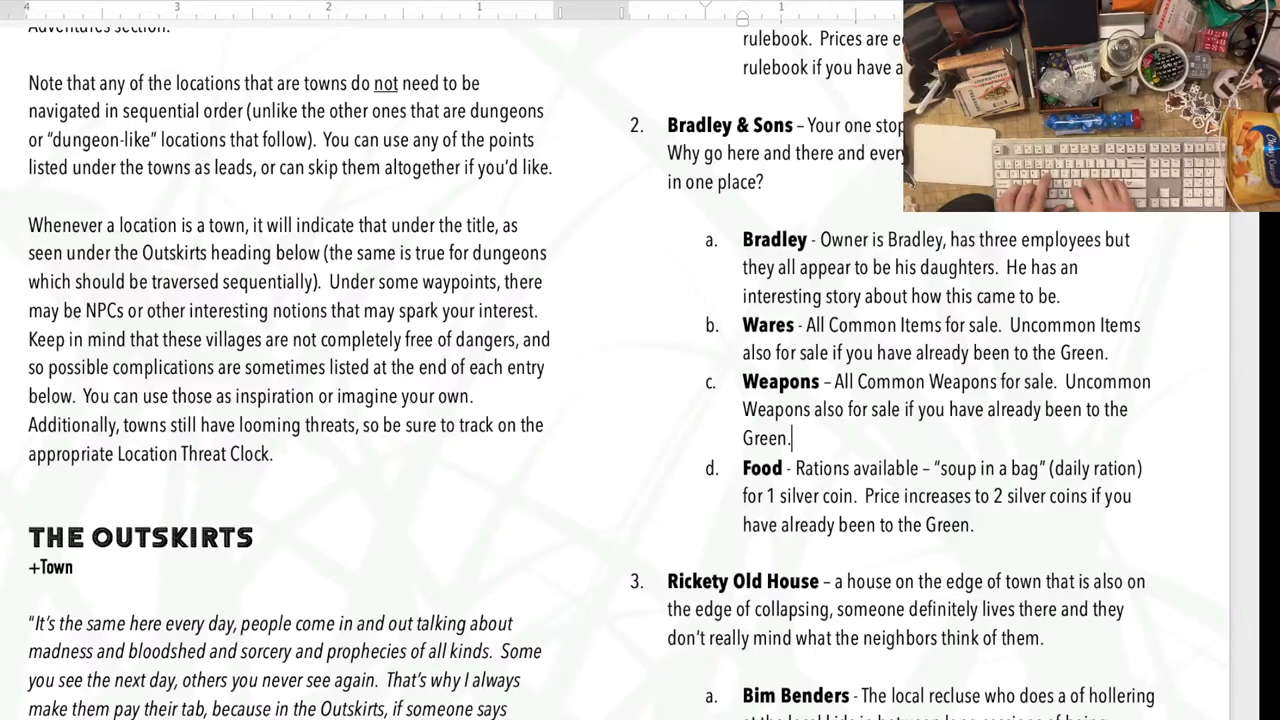 4 3 2 1 1
Adventures section.
Note that any of the locations that are towns do not need to be
navigated in sequential order (unlike the other ones that are dungeons
or “dungeon-like” locations that follow).  You can use any of the points
listed under the towns as leads, or can skip them altogether if you’d like.
Whenever a location is a town, it will indicate that under the title, as
seen under the Outskirts heading below (the same is true for dungeons
which should be traversed sequentially).  Under some waypoints, there
may be NPCs or other interesting notions that may spark your interest.
Keep in mind that these villages are not completely free of dangers, and
so possible complications are sometimes listed at the end of each entry
below.  You can use those as inspiration or imagine your own.
Additionally, towns still have looming threats, so be sure to track on the
appropriate Location Threat Clock.
THE OUTSKIRTS
+Town
"It’s the same here every day, people come in and out talking about
madness and bloodshed and sorcery and prophecies of all kinds.  Some
you see the next day, others you never see again.  That’s why I always
make them pay their tab, because in the Outskirts, if someone says
rulebook.  Prices are
rulebook if you have a
2. Bradley & Sons – Your one stop
Why go here and there and
in one place?
a. Bradley - Owner is Bradley, has three employees but
they all appear to be his daughters.  He has an
interesting story about how this came to be.
b. Wares - All Common Items for sale.  Uncommon Items
also for sale if you have already been to the Green.
c. Weapons – All Common Weapons for sale.  Uncommon
Weapons also for sale if you have already been to the
Green.
d. Food - Rations available – “soup in a bag” (daily ration)
for 1 silver coin.  Price increases to 2 silver coins if you
have already been to the Green.
3. Rickety Old House – a house on the edge of town that is also on
the edge of collapsing, someone definitely lives there and they
don’t really mind what the neighbors think of them.
a. Bim Benders - The local recluse who does a of hollering